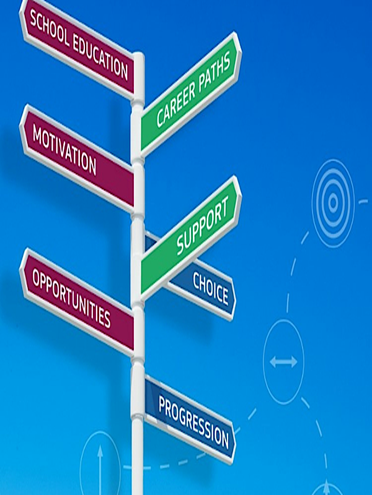 SCHOOL EDUCATION
CAREER PATHS
MOTIVATION
SUPPORT
CHOICE
OPPORTUNITIES
PROGRESSION